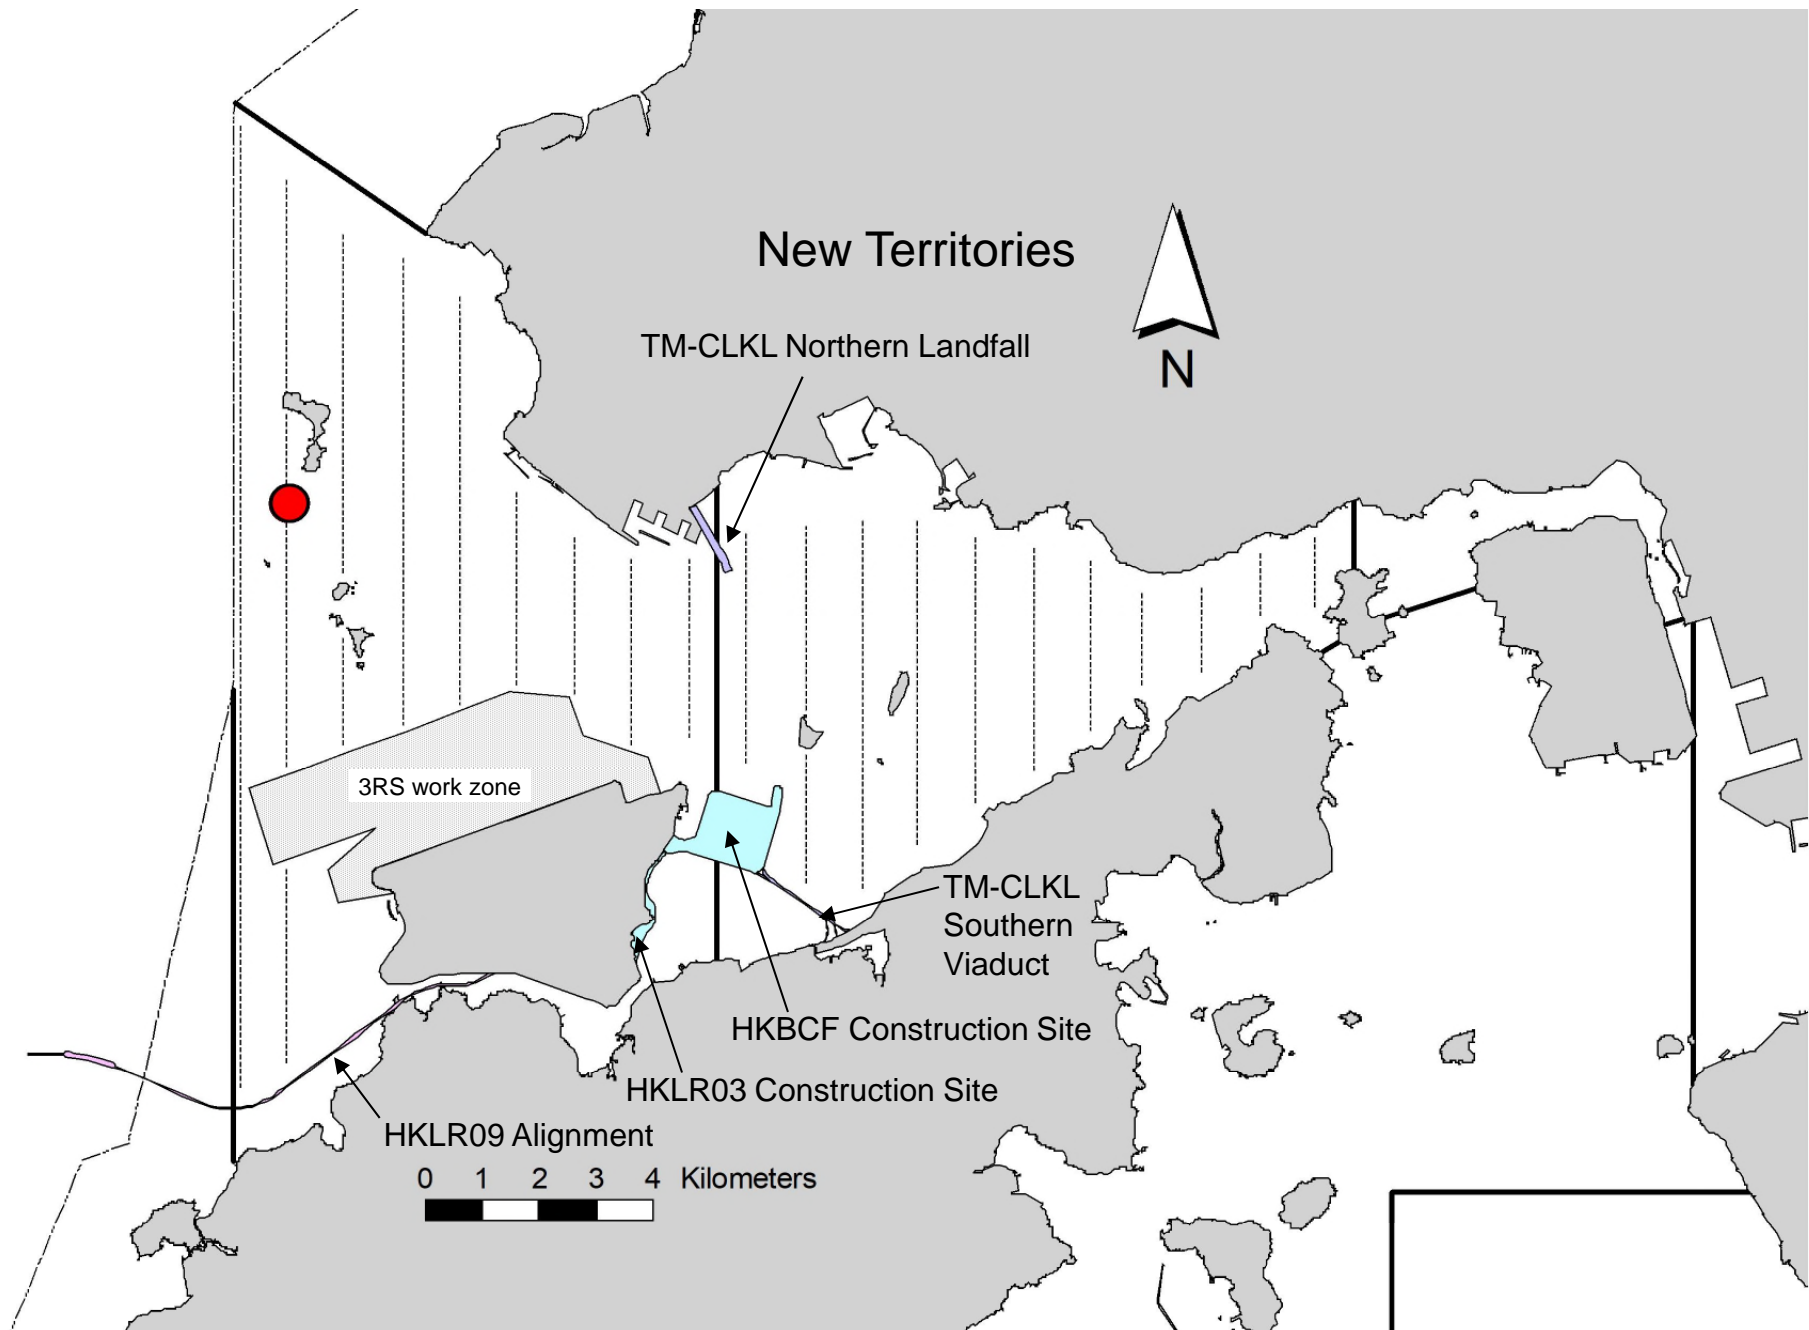 New Territories
TM-CLKL Northern Landfall
N
3RS work zone
TM-CLKL
Southern
Viaduct
HKBCF Construction Site
HKLR03 Construction Site
HKLR09 Alignment
0 1 2 3 4 Kilometers